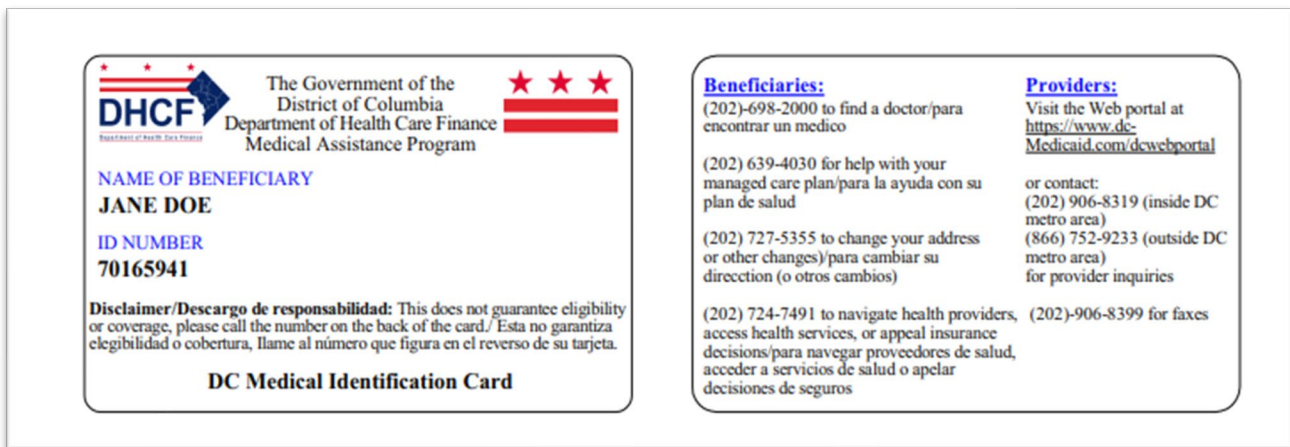 DHCF
Department of Health Care Finance
The Government of the
District of Columbia
Department of Health Care Finance
Medical Assistance Program
NAME OF BENEFICIARY
JANE DOE
ID NUMBER
70165941
Disclaimer/Descargo de responsabilidad: This does not guarantee eligibility
or coverage, please call the number on the back of the card./ Esta no garantiza
elegibilidad o cobertura, Ilame al número que figura en el reverso de su tarjeta.
DC Medical Identification Card
Beneficiaries:
(202)-698-2000 to find a doctor/para
encontrar un medico
(202) 639-4030 for help with your
managed care plan/para la ayuda con su
plan de salud
(202) 727-5355 to change your address
or other changes)/para cambiar su
direcction (o otros cambios)
(202) 724-7491 to navigate health providers,
access health services, or appeal insurance
decisions/para navegar proveedores de salud,
acceder a servicios de salud o apelar
decisiones de seguros
Providers:
Visit the Web portal at
https://www.dc-
Medicaid.com/dcwebportal
or contact:
(202) 906-8319 (inside DC
metro area)
(866) 752-9233 (outside DC
metro area)
for provider inquiries
(202)-906-8399 for faxes